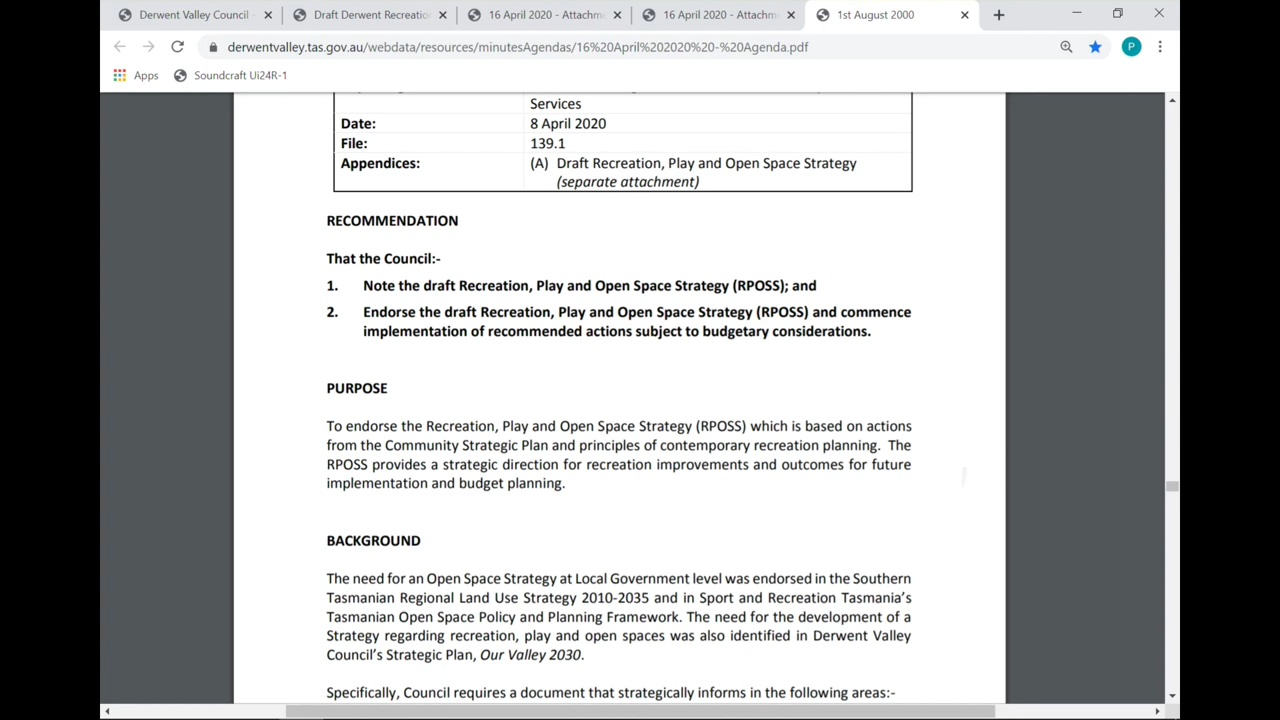 Derwent Valley Council -
Draft Derwent Recreatio
16 April 2020 - Attachm
16 April 2020 - Attachm
1st August 2000
derwentvalley.tas.gov.au/webdata/resources/minutesAgendas/16%20April%202020%20-%20Agenda.pdf
P
Apps
Soundcraft Ui24R-1
Services
Date: 8 April 2020
File: 139.1
Appendices: (A) Draft Recreation, Play and Open Space Strategy
(separate attachment)
RECOMMENDATION
That the Council:-
1. Note the draft Recreation, Play and Open Space Strategy (RPOSS); and
2. Endorse the draft Recreation, Play and Open Space Strategy (RPOSS) and commence
implementation of recommended actions subject to budgetary considerations.
PURPOSE
To endorse the Recreation, Play and Open Space Strategy (RPOSS) which is based on actions
from the Community Strategic Plan and principles of contemporary recreation planning. The
RPOSS provides a strategic direction for recreation improvements and outcomes for future
implementation and budget planning.
BACKGROUND
The need for an Open Space Strategy at Local Government level was endorsed in the Southern
Tasmanian Regional Land Use Strategy 2010-2035 and in Sport and Recreation Tasmania's
Tasmanian Open Space Policy and Planning Framework. The need for the development of a
Strategy regarding recreation, play and open spaces was also identified in Derwent Valley
Council's Strategic Plan, Our Valley 2030.
Specifically, Council requires a document that strategically informs in the following areas:-